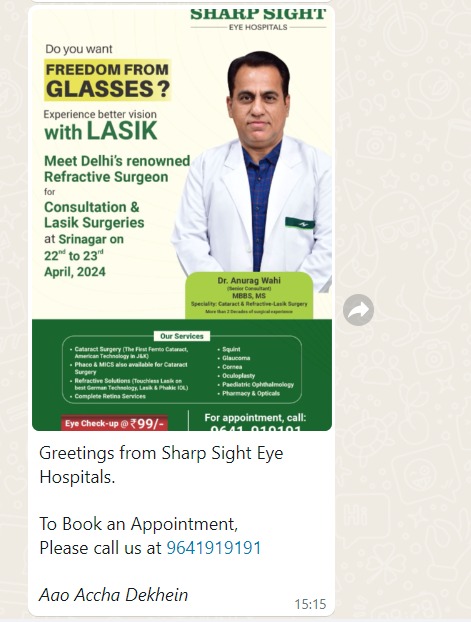 SHARP SIGHT
EYE HOSPITALS
Do you want
FREEDOM FROM
GLASSES ?
Experience better vision
with LASIK
Meet Delhi's renowned
Refractive Surgeon
for
Consultation &
Lasik Surgeries
at Srinagar on
22nd to 23rd
April, 2024
Dr. Anurag Wahi
(Senior Consultant)
MBBS, MS
Speciality: Cataract & Refractive-Lasik Surgery
More than 2 Decades of surgical experience
Our Services
• Cataract Surgery (The First Femto Cataract,
American Technology in J&K)
• Phaco & MICS also available for Cataract
Surgery
• Refractive Solutions (Touchless Lasik on
best German Technology, Lasik & Phakic IOL)
• Complete Retina Services
• Squint
• Glaucoma
• Cornea
• Oculoplasty
• Paediatric Ophthalmology
• Pharmacy & Opticals
Eye Check-up @ ₹99/-
For appointment, call:
9641-919191
Greetings from Sharp Sight Eye
Hospitals.
To Book an Appointment,
Please call us at 9641919191
Aao Accha Dekhein
15:15